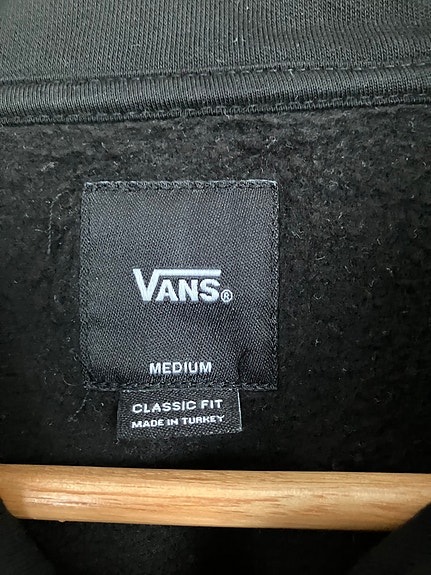 VANS®
MEDIUM
CLASSIC FIT
MADE IN TURKEY